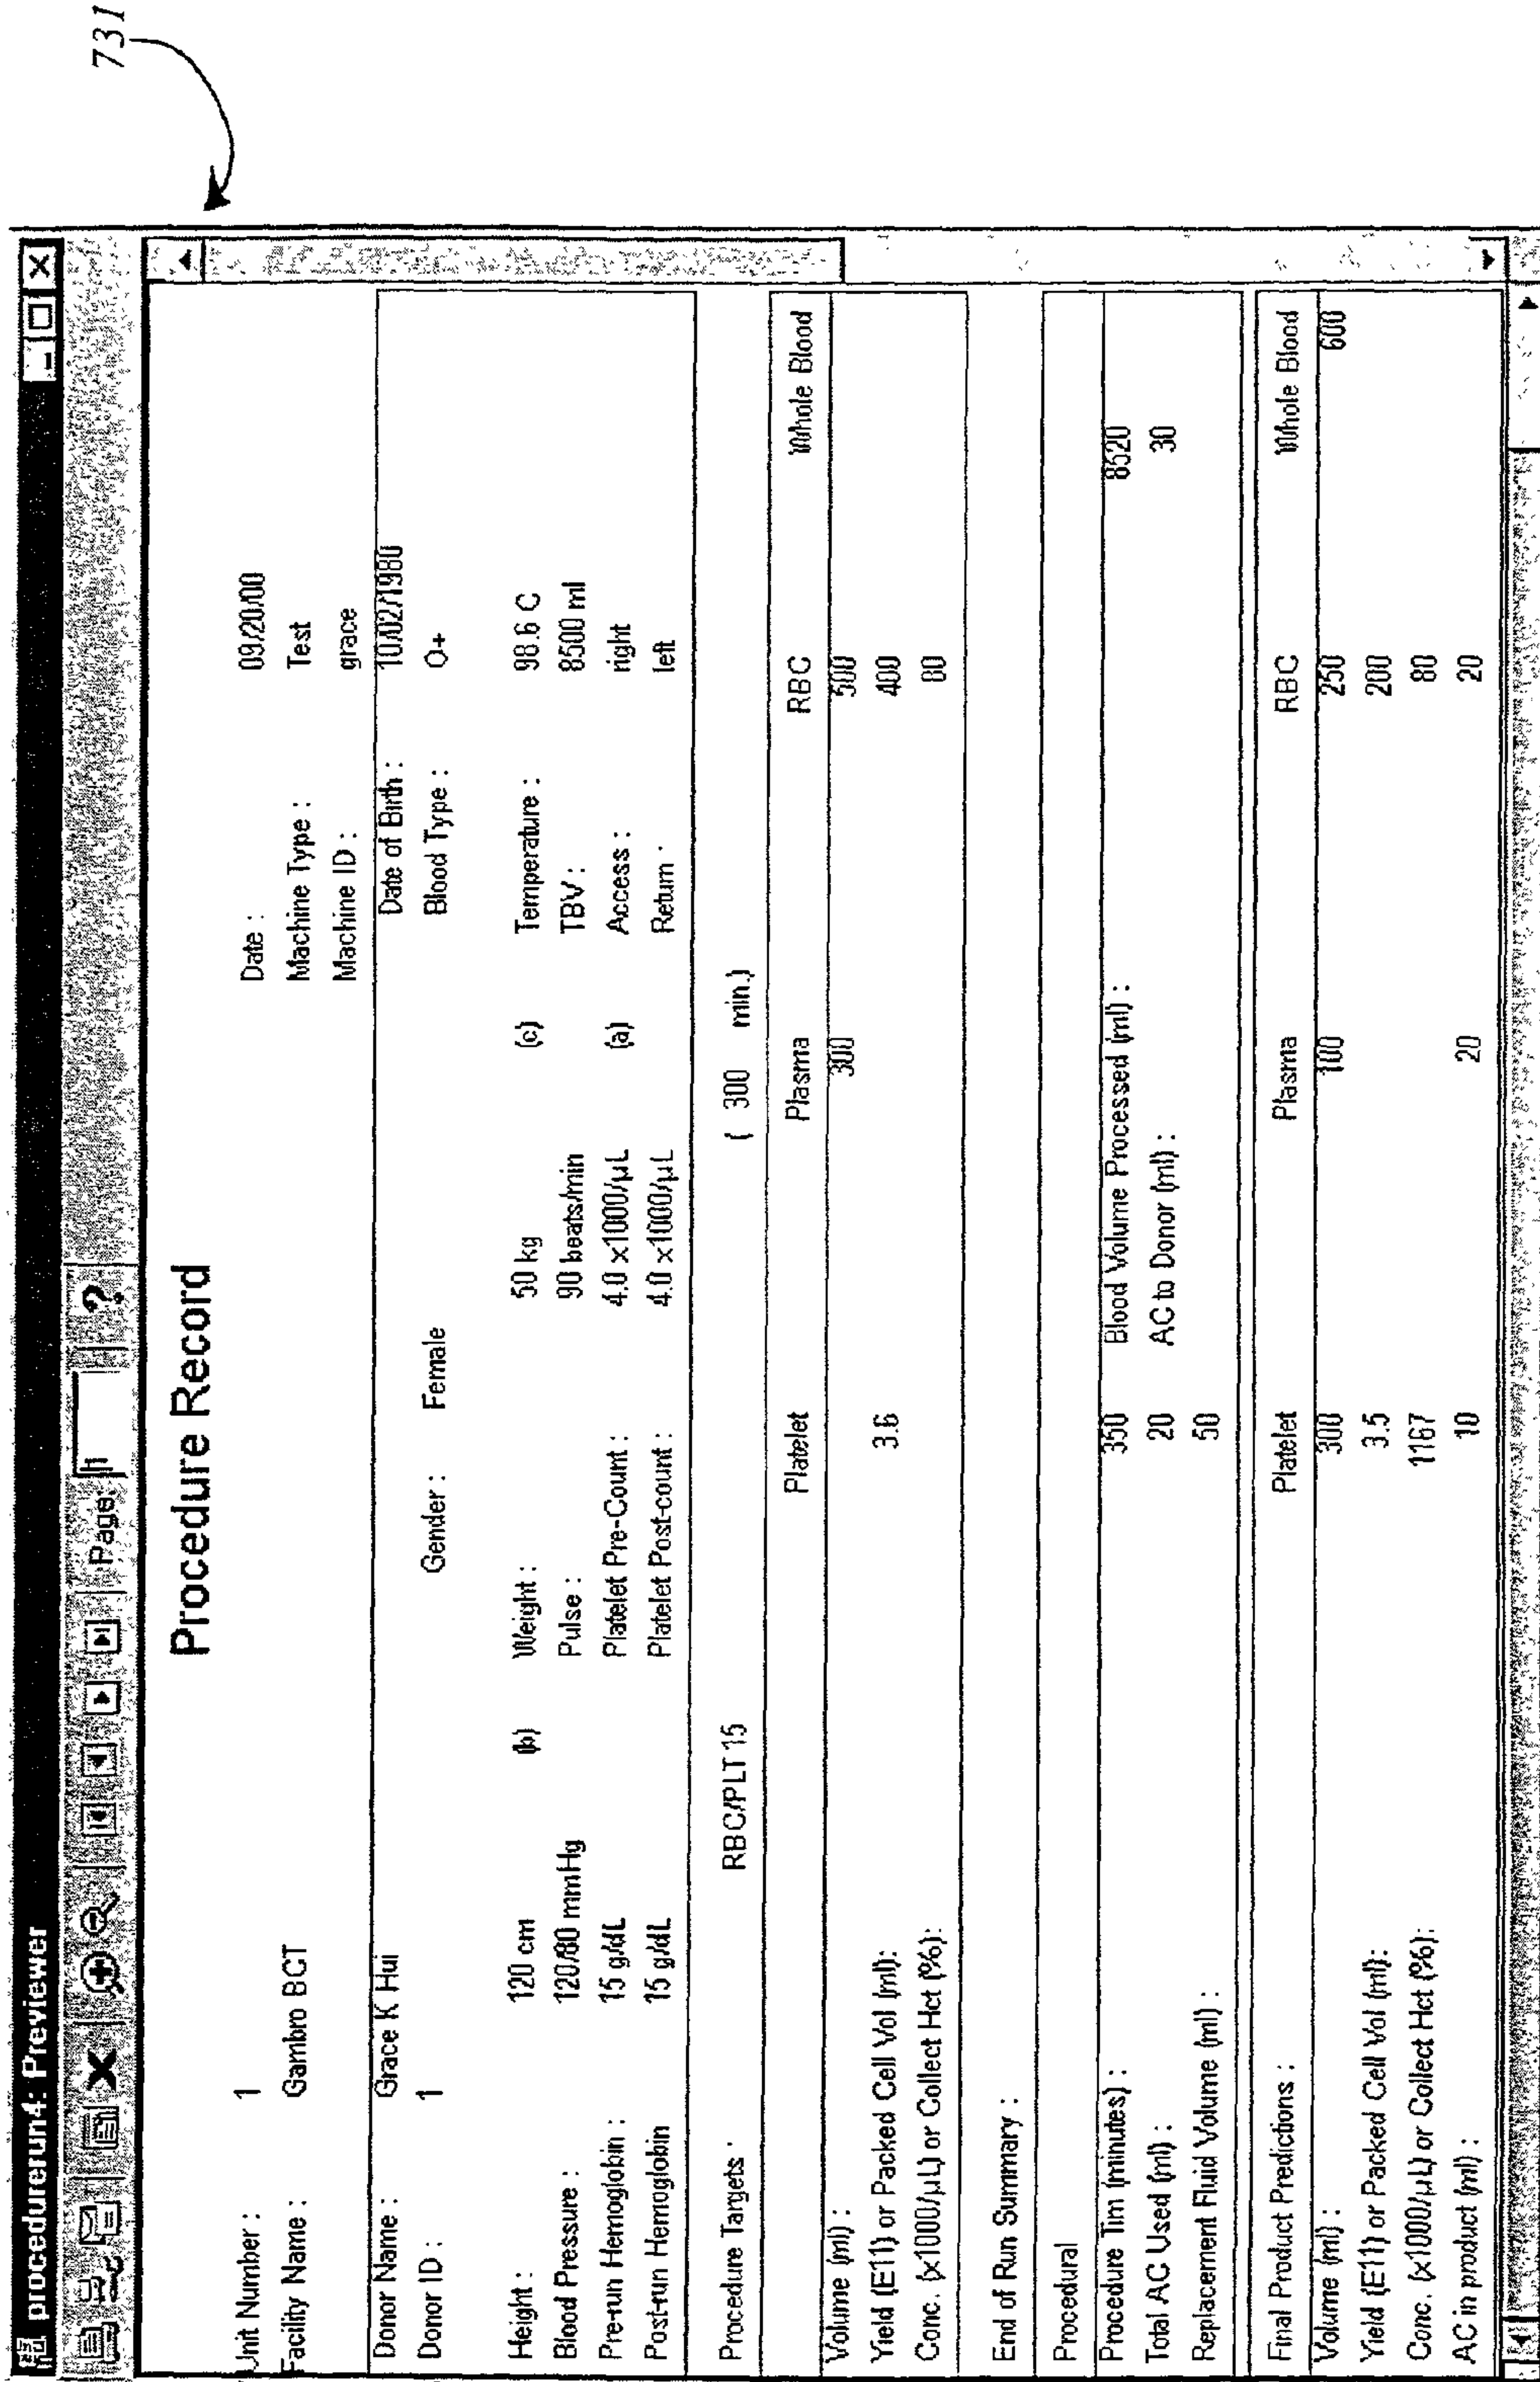 731
procedurerun4: Previewer
Page: 1 ?
Procedure Record
Unit Number : 1 Date : 09/20/00
Facility Name : Gambro BCT Machine Type : Test
Machine ID : grace
Donor Name : Grace K Hui Date of Birth : 10/02/1980
Donor ID : 1 Gender : Female Blood Type : O+
Height : 120 cm (b) Weight : 50 kg (c) Temperature : 98.6 C
Blood Pressure : 120/80 mmHg Pulse : 90 beats/min TBV : 8500 ml
Pre-run Hemoglobin : 15 g/dL Platelet Pre-Count : 4.0 x1000/µL (a) Access : right
Post-run Hemroglobin 15 g/dL Platelet Post-count : 4.0 x1000/µL Return · left
Procedure Targets · RBC/PLT 15 ( 300 min.)
Platelet Plasma RBC Whole Blood
Volume (ml) : 300 500
Yield (E11) or Packed Cell Vol (ml): 3.6 400
Conc. (x1000/µL) or Collect Hct (%): 80
End of Run Summary :
Procedural
Procedure Tim (minutes) : 350 Blood Volume Processed (ml) : 8520
Total AC Used (ml) : 20 AC to Donor (ml) : 30
Replacement Fluid Volume (ml) : 50
Final Product Predictions : Platelet Plasma RBC Whole Blood
Volume (ml) : 300 100 250 600
Yield (E11) or Packed Cell Vol (ml): 3.5 200
Conc. (x1000/µL) or Collect Hct (%): 1167 80
AC in product (ml) : 10 20 20